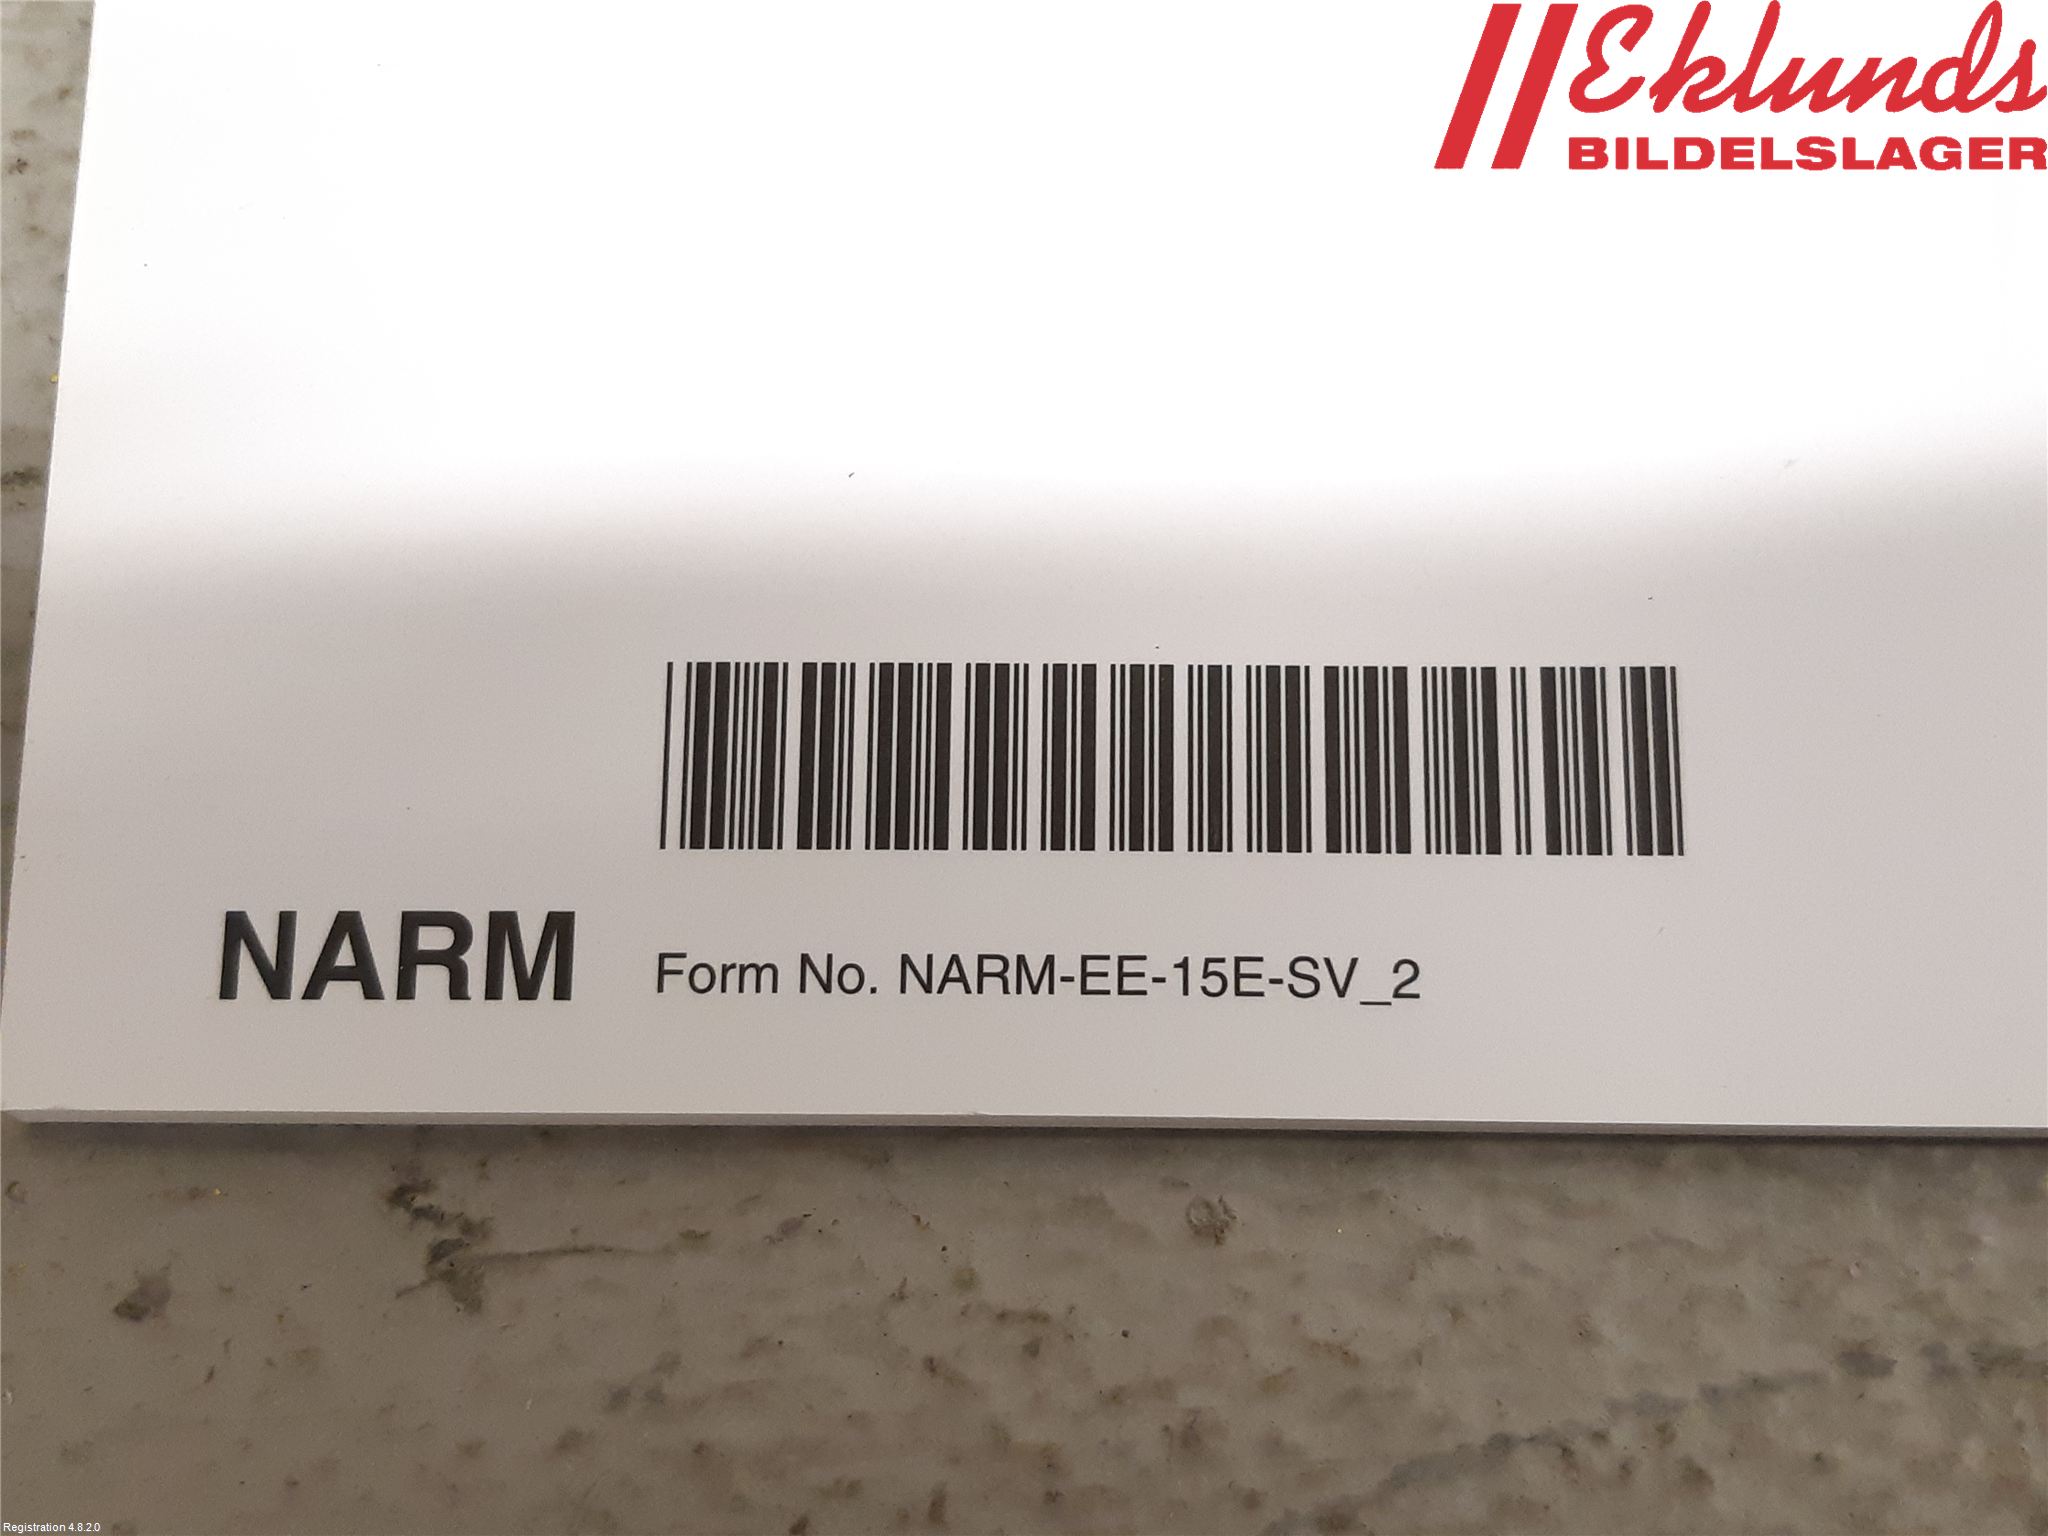 Eklunds
BILDELSLAGER
NARM Form No. NARM-EE-15E-SV_2
Registration 4.8.2.0